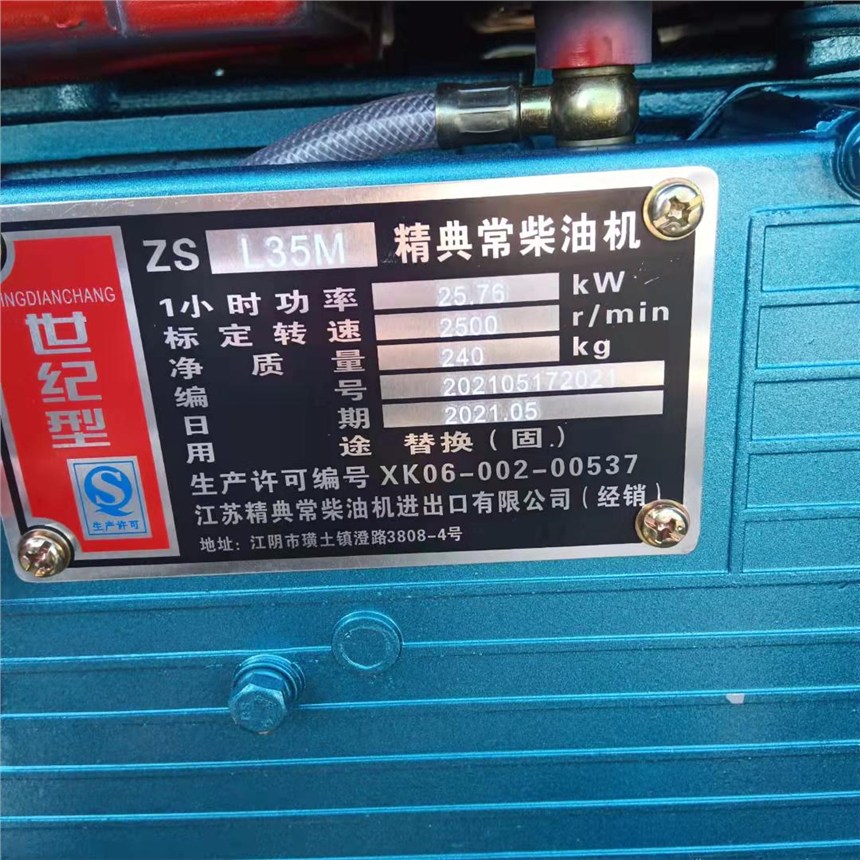 INGDIANCHANG
世纪型
生产许可
ZS L35M 精典常柴油机
1小时功率 25.76 kW
标定转速 2500 r/min
净质量 240 kg
编号 202105172021
日期 2021.05
用途 替换(固.)
生产许可编号 XK06-002-00537
江苏精典常柴油机进出口有限公司(经销)
地址:江阴市璜土镇澄路3808-4号